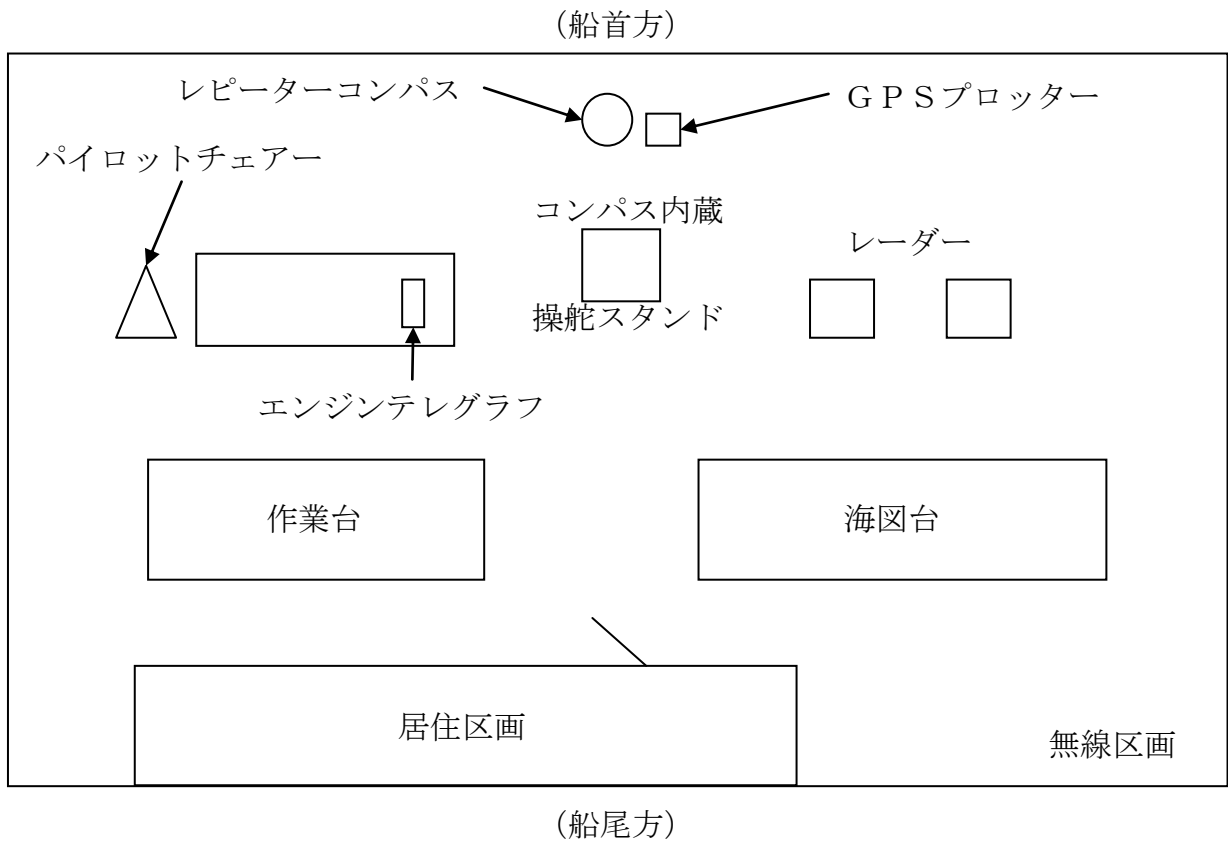 （船首方）
レピーターコンパス
ＧＰＳプロッター
パイロットチェアー
コンパス内蔵
操舵スタンド
レーダー
エンジンテレグラフ
作業台
海図台
居住区画
無線区画
（船尾方）